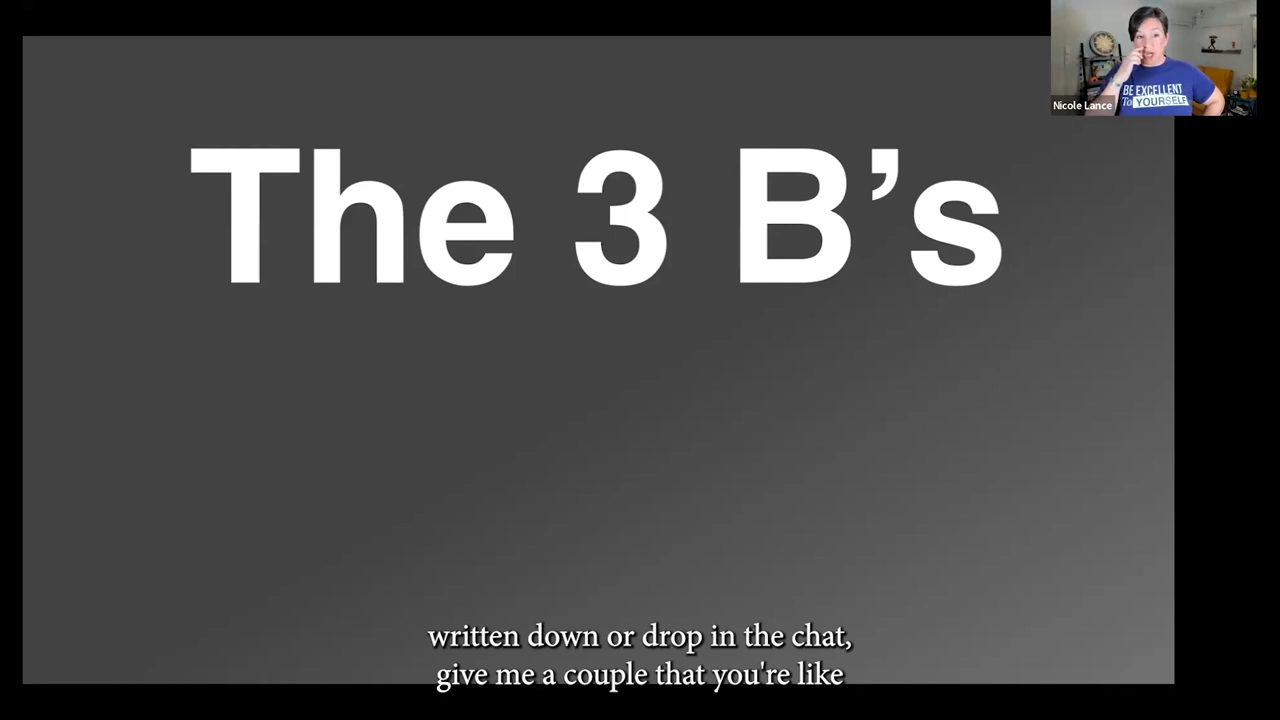 The 3 B’s
Nicole Lance
BE EXCELLENT
To YOURSELF
written down or drop in the chat,
give me a couple that you're like